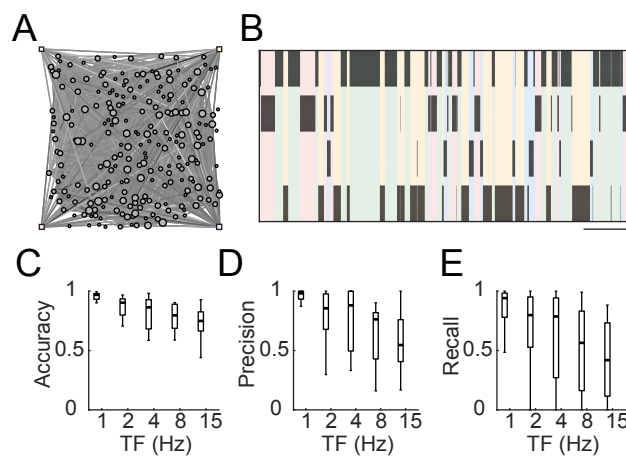 A
B
C
D
E
Accuracy
1
0.5
0
1 2 4 8 15
TF (Hz)
Precision
1
0.5
0
1 2 4 8 15
TF (Hz)
Recall
1
0.5
0
1 2 4 8 15
TF (Hz)